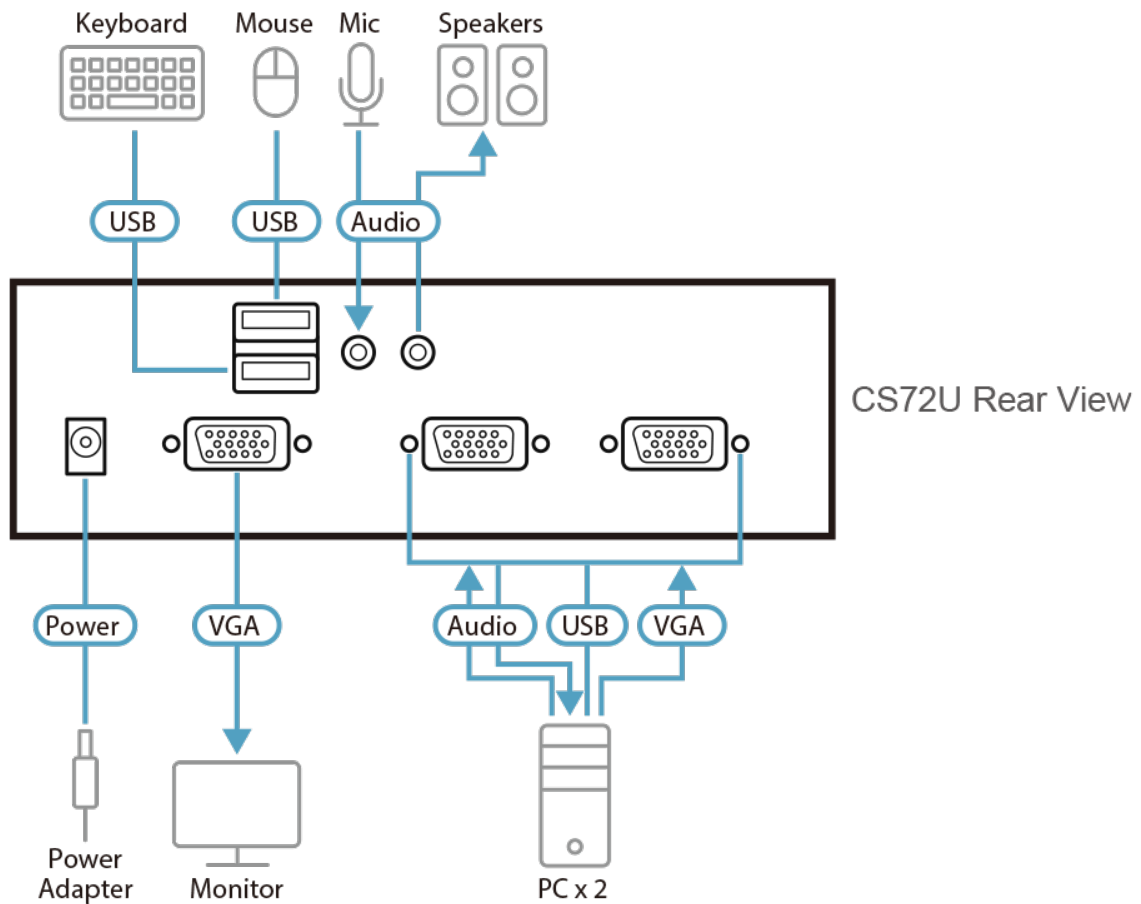 Keyboard Mouse Mic Speakers
USB USB Audio
CS72U Rear View
Power VGA Audio USB VGA
Power
Adapter Monitor PC x 2